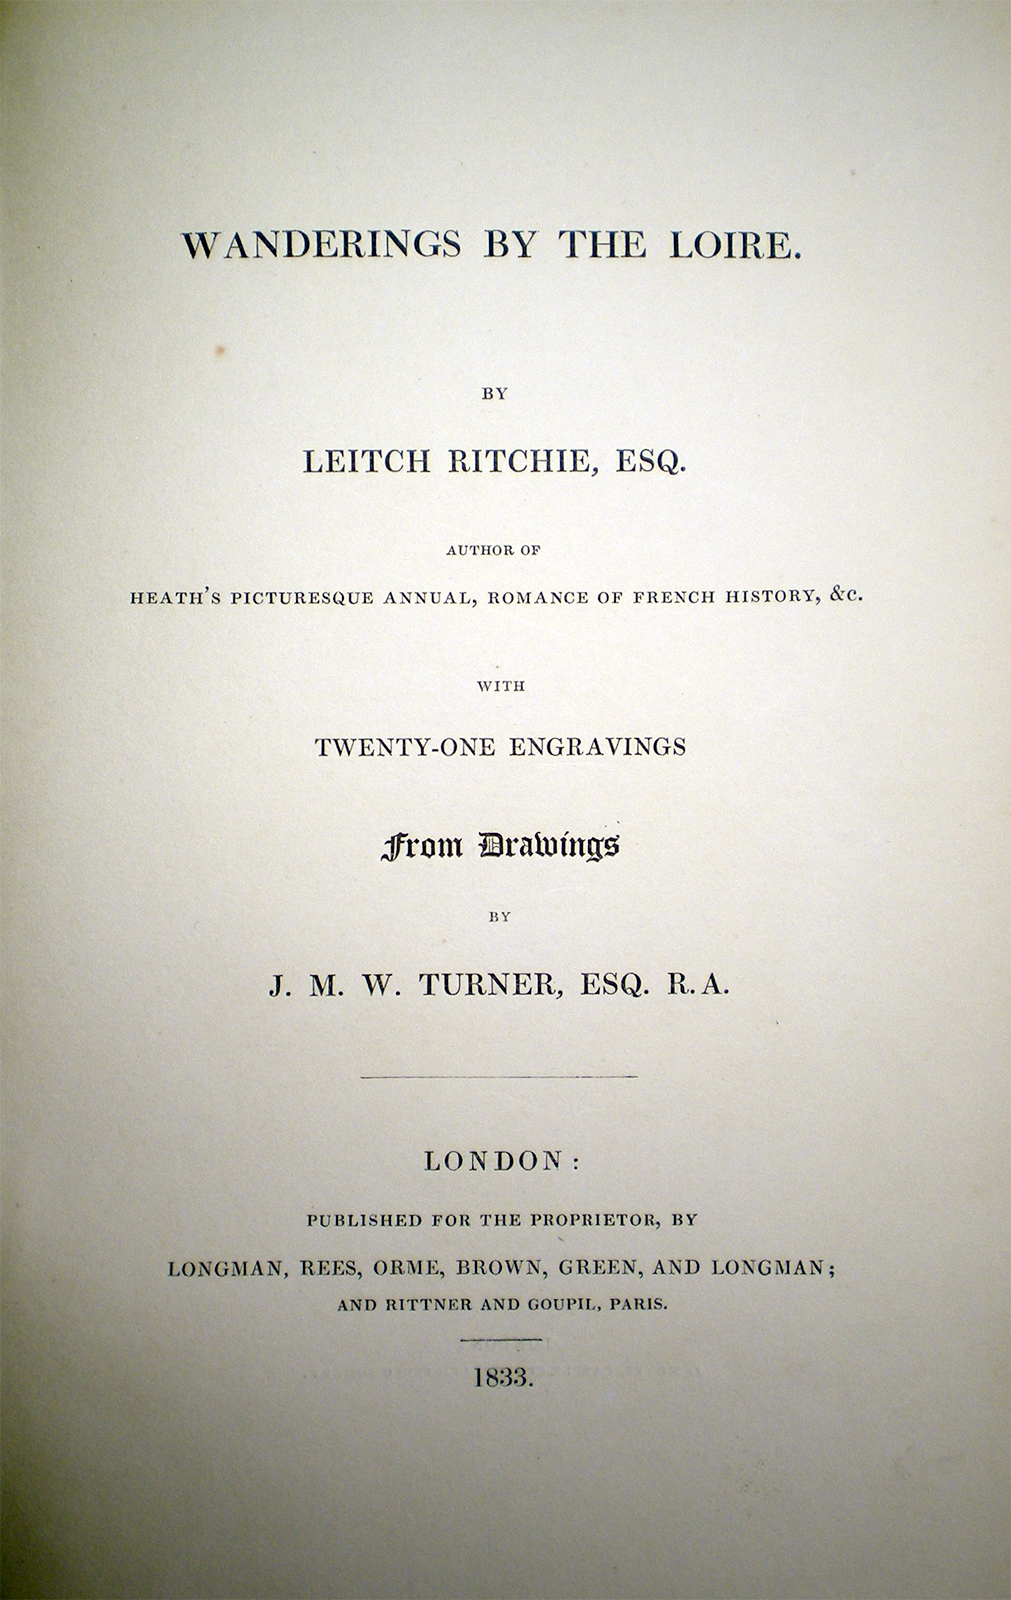 WANDERINGS BY THE LOIRE.
BY
LEITCH RITCHIE, ESQ.
AUTHOR OF
HEATH'S PICTURESQUE ANNUAL, ROMANCE OF FRENCH HISTORY, &C.
WITH
TWENTY-ONE ENGRAVINGS
From Drawings
BY
J. M. W. TURNER, ESQ. R.A.
LONDON:
PUBLISHED FOR THE PROPRIETOR, BY
LONGMAN, REES, ORME, BROWN, GREEN, AND LONGMAN;
AND RITTNER AND GOUPIL, PARIS.
1833.